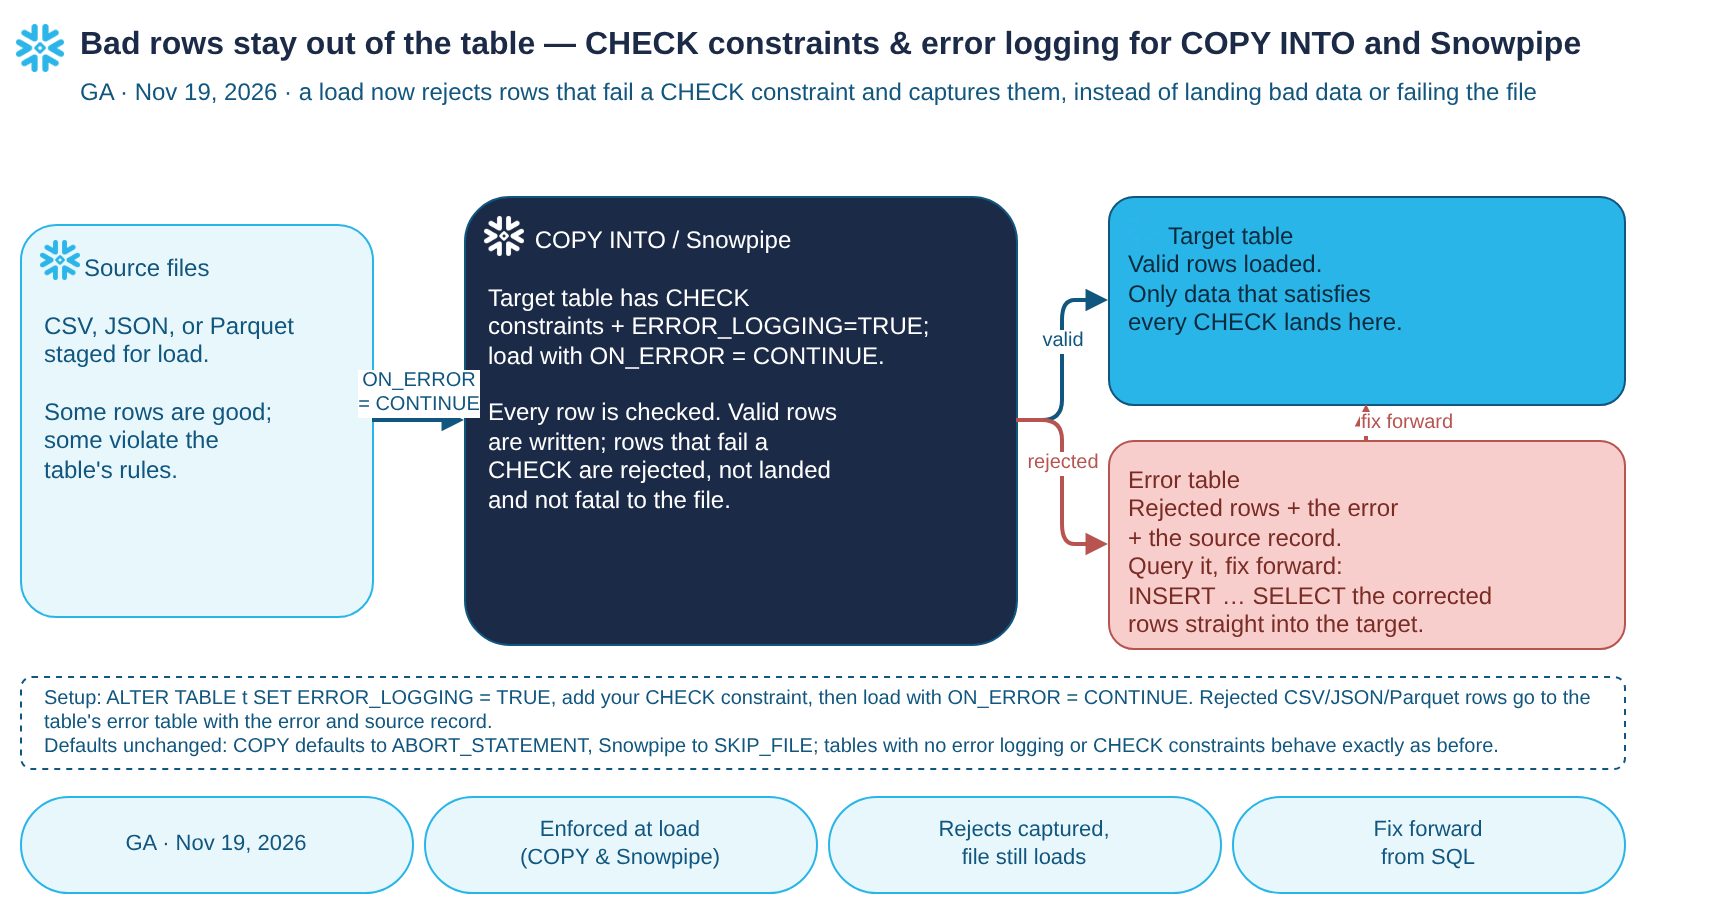 Bad rows stay out of the table — CHECK constraints & error logging for COPY INTO and Snowpipe
GA · Nov 19, 2026 · a load now rejects rows that fail a CHECK constraint and captures them, instead of landing bad data or failing the file
Source files
CSV, JSON, or Parquet
staged for load.
Some rows are good;
some violate the
table's rules.
ON_ERROR
= CONTINUE
COPY INTO / Snowpipe
Target table has CHECK
constraints + ERROR_LOGGING=TRUE;
load with ON_ERROR = CONTINUE.
Every row is checked. Valid rows
are written; rows that fail a
CHECK are rejected, not landed
and not fatal to the file.
valid
rejected
Target table
Valid rows loaded.
Only data that satisfies
every CHECK lands here.
fix forward
Error table
Rejected rows + the error
+ the source record.
Query it, fix forward:
INSERT … SELECT the corrected
rows straight into the target.
Setup: ALTER TABLE t SET ERROR_LOGGING = TRUE, add your CHECK constraint, then load with ON_ERROR = CONTINUE. Rejected CSV/JSON/Parquet rows go to the
table's error table with the error and source record.
Defaults unchanged: COPY defaults to ABORT_STATEMENT, Snowpipe to SKIP_FILE; tables with no error logging or CHECK constraints behave exactly as before.
GA · Nov 19, 2026
Enforced at load
(COPY & Snowpipe)
Rejects captured,
file still loads
Fix forward
from SQL